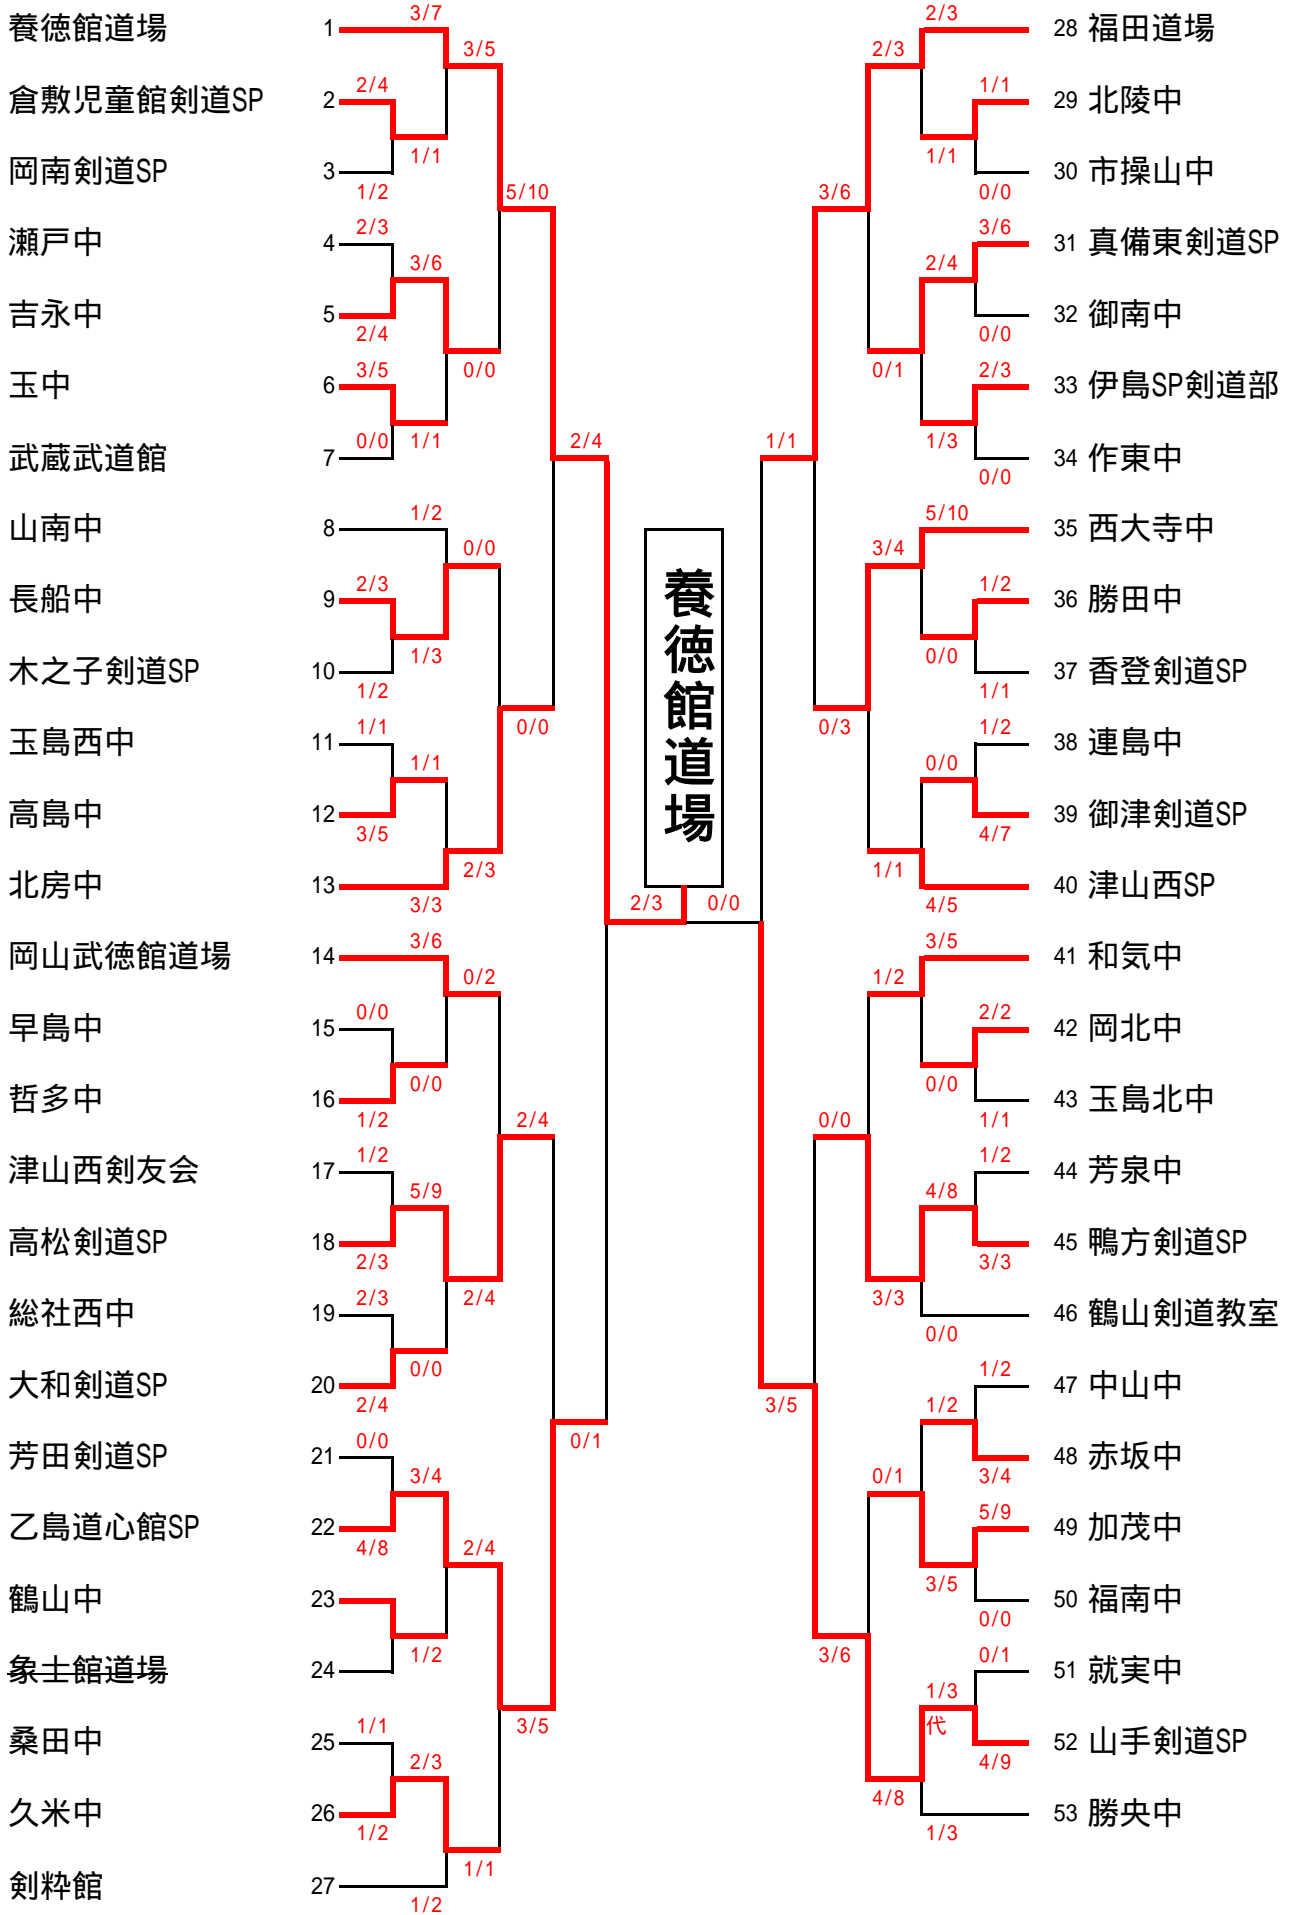 養徳館道場 1 3/7
3/5
倉敷児童館剣道SP 2 2/4
1/1
岡南剣道SP 3 1/2
5/10
瀬戸中 4 2/3
3/6
吉永中 5 2/4
0/0
玉中 6 3/5
1/1
武蔵武道館 7 0/0
2/4
山南中 8 1/2
0/0
長船中 9 2/3
1/3
木之子剣道SP 10 1/2
0/0
玉島西中 11 1/1
1/1
高島中 12 3/5
2/3
北房中 13 3/3
岡山武徳館道場 14 3/6
0/2
早島中 15 0/0
0/0
哲多中 16 1/2
2/4
津山西剣友会 17 1/2
5/9
高松剣道SP 18 2/3
2/4
総社西中 19 2/3
0/0
大和剣道SP 20 2/4
0/1
芳田剣道SP 21 0/0
3/4
乙島道心館SP 22 4/8
2/4
鶴山中 23
1/2
象士館道場 24
3/5
桑田中 25 1/1
2/3
久米中 26 1/2
1/1
剣粋館 27 1/2
養徳館道場
2/3 0/0
2/3 28 福田道場
2/3
1/1 29 北陵中
1/1
0/0 30 市操山中
3/6
3/6 31 真備東剣道SP
2/4
0/0 32 御南中
0/1
2/3 33 伊島SP剣道部
1/3
0/0 34 作東中
1/1
5/10 35 西大寺中
3/4
1/2 36 勝田中
0/0
1/1 37 香登剣道SP
0/3
1/2 38 連島中
0/0
4/7 39 御津剣道SP
1/1
4/5 40 津山西SP
3/5 41 和気中
1/2
2/2 42 岡北中
0/0
1/1 43 玉島北中
0/0
1/2 44 芳泉中
4/8
3/3 45 鴨方剣道SP
3/3
0/0 46 鶴山剣道教室
3/5
1/2 47 中山中
1/2
3/4 48 赤坂中
0/1
5/9 49 加茂中
3/5
0/0 50 福南中
3/6
0/1 51 就実中
1/3
代
4/9 52 山手剣道SP
4/8
1/3 53 勝央中